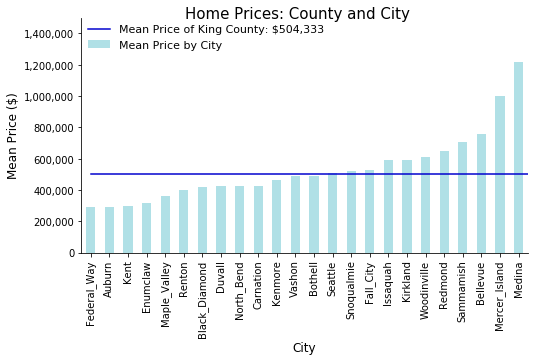 Home Prices: County and City
Mean Price of King County: $504,333
Mean Price by City
Mean Price ($)
1,400,000
1,200,000
1,000,000
800,000
600,000
400,000
200,000
0
Federal_Way
Auburn
Kent
Enumclaw
Maple_Valley
Renton
Black_Diamond
Duvall
North_Bend
Carnation
Kenmore
Vashon
Bothell
Seattle
Snoqualmie
Fall_City
Issaquah
Kirkland
Woodinville
Redmond
Sammamish
Bellevue
Mercer_Island
Medina
City